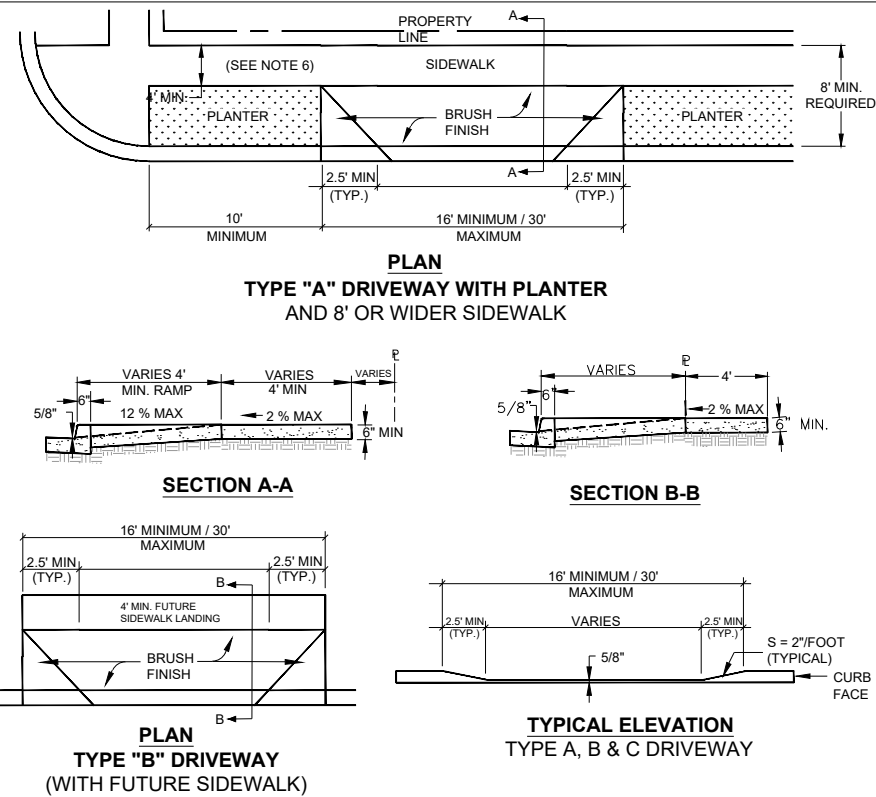 A
PROPERTY
LINE
(SEE NOTE 6)
SIDEWALK
4' MIN.
8' MIN.
REQUIRED
PLANTER
BRUSH
FINISH
PLANTER
A
2.5' MIN
(TYP.)
2.5' MIN
(TYP.)
10'
MINIMUM
16' MINIMUM / 30'
MAXIMUM
PLAN
TYPE "A" DRIVEWAY WITH PLANTER
AND 8' OR WIDER SIDEWALK
VARIES 4'
MIN. RAMP
VARIES
4' MIN
VARIES
PL
6"
5/8"
12 % MAX
2 % MAX
6" MIN
SECTION A-A
VARIES
PL
4'
6"
5/8"
2 % MAX
6" MIN.
SECTION B-B
16' MINIMUM / 30'
MAXIMUM
2.5' MIN
(TYP.)
2.5' MIN
(TYP.)
B
4' MIN. FUTURE
SIDEWALK LANDING
BRUSH
FINISH
B
PLAN
TYPE "B" DRIVEWAY
(WITH FUTURE SIDEWALK)
16' MINIMUM / 30'
MAXIMUM
2.5' MIN
(TYP.)
VARIES
2.5' MIN
(TYP.)
5/8"
S = 2"/FOOT
(TYPICAL)
CURB
FACE
TYPICAL ELEVATION
TYPE A, B & C DRIVEWAY